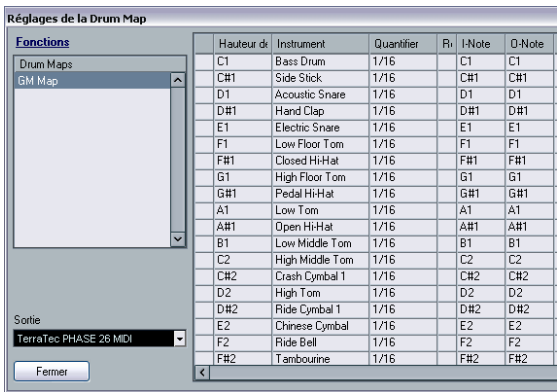 Réglages de la Drum Map
Fonctions
Drum Maps
GM Map
Sortie
TerraTec PHASE 26 MIDI
Fermer
Hauteur de Instrument Quantifier I-Note O-Note
C1 Bass Drum 1/16 C1 C1
C#1 Side Stick 1/16 C#1 C#1
D1 Acoustic Snare 1/16 D1 D1
D#1 Hand Clap 1/16 D#1 D#1
E1 Electric Snare 1/16 E1 E1
F1 Low Floor Tom 1/16 F1 F1
F#1 Closed Hi-Hat 1/16 F#1 F#1
G1 High Floor Tom 1/16 G1 G1
G#1 Pedal Hi-Hat 1/16 G#1 G#1
A1 Low Tom 1/16 A1 A1
A#1 Open Hi-Hat 1/16 A#1 A#1
B1 Low Middle Tom 1/16 B1 B1
C2 High Middle Tom 1/16 C2 C2
C#2 Crash Cymbal 1 1/16 C#2 C#2
D2 High Tom 1/16 D2 D2
D#2 Ride Cymbal 1 1/16 D#2 D#2
E2 Chinese Cymbal 1/16 E2 E2
F2 Ride Bell 1/16 F2 F2
F#2 Tambourine 1/16 F#2 F#2